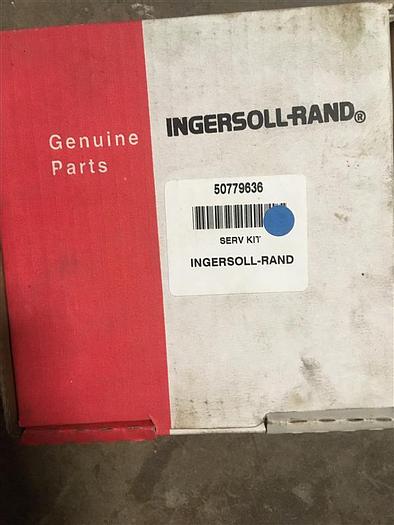 INGERSOLL-RAND®
Genuine
Parts
50779636
SERV KIT
INGERSOLL-RAND